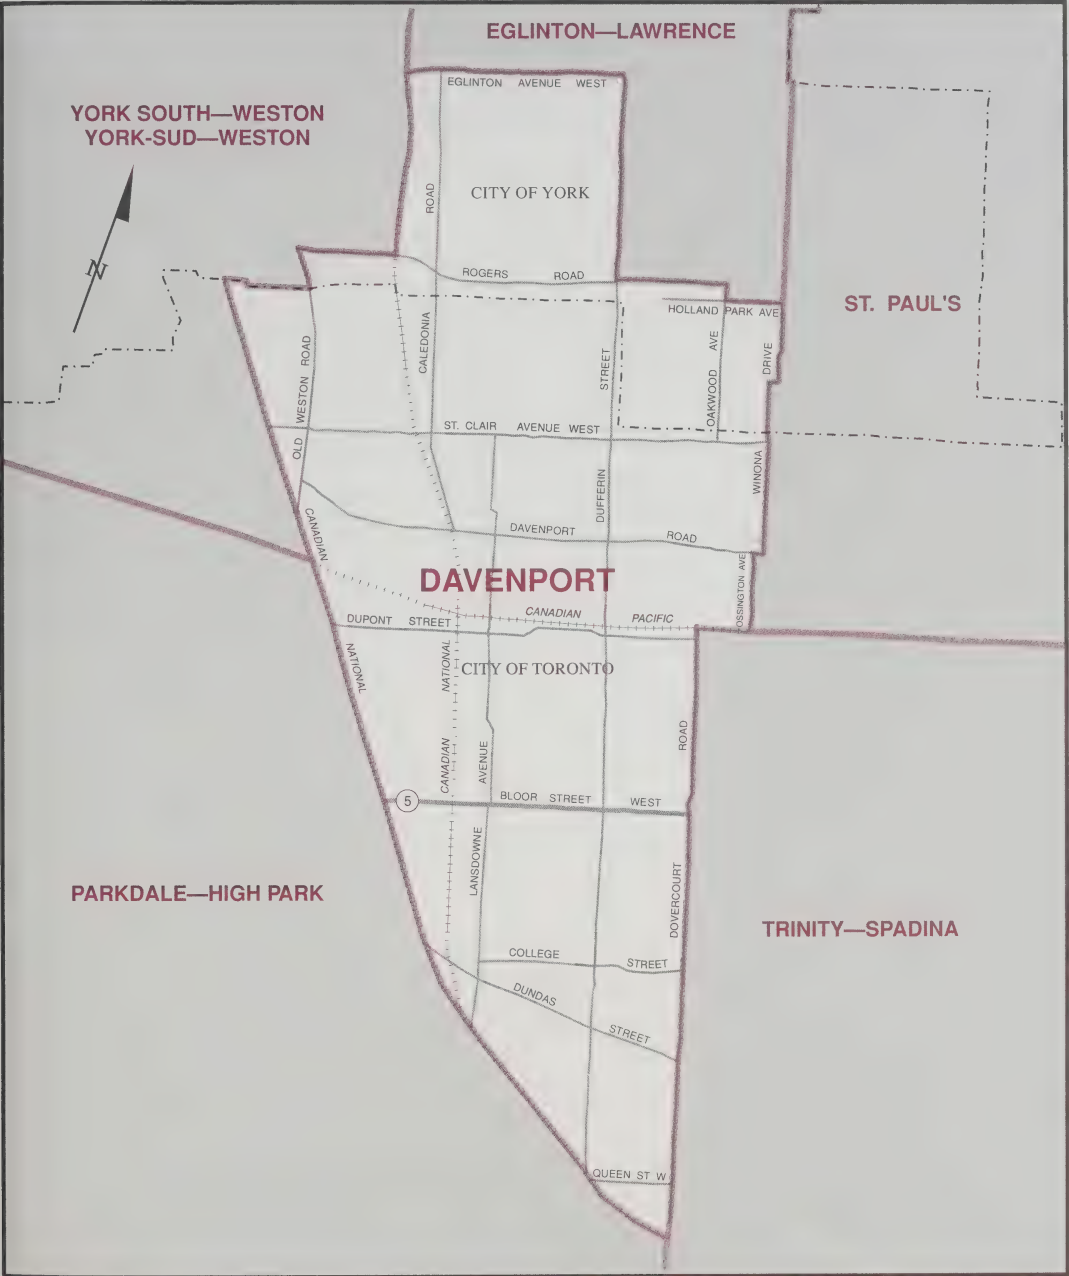 EGLINTON—LAWRENCE
EGLINTON AVENUE WEST
YORK SOUTH—WESTON
YORK-SUD—WESTON
N
ROAD
CITY OF YORK
ROGERS ROAD
ST. PAUL'S
HOLLAND PARK AVE
CALEDONIA
OLD WESTON ROAD
STREET
OAKWOOD AVE
DRIVE
ST. CLAIR AVENUE WEST
WINONA
DUFFERIN
CANADIAN
DAVENPORT ROAD
DAVENPORT
OSSINGTON AVE
CANADIAN PACIFIC
DUPONT STREET
NATIONAL
NATIONAL
CITY OF TORONTO
CANADIAN
AVENUE
ROAD
5
BLOOR STREET WEST
LANSDOWNE
DOVERCOURT
PARKDALE—HIGH PARK
TRINITY—SPADINA
COLLEGE STREET
DUNDAS STREET
QUEEN ST W